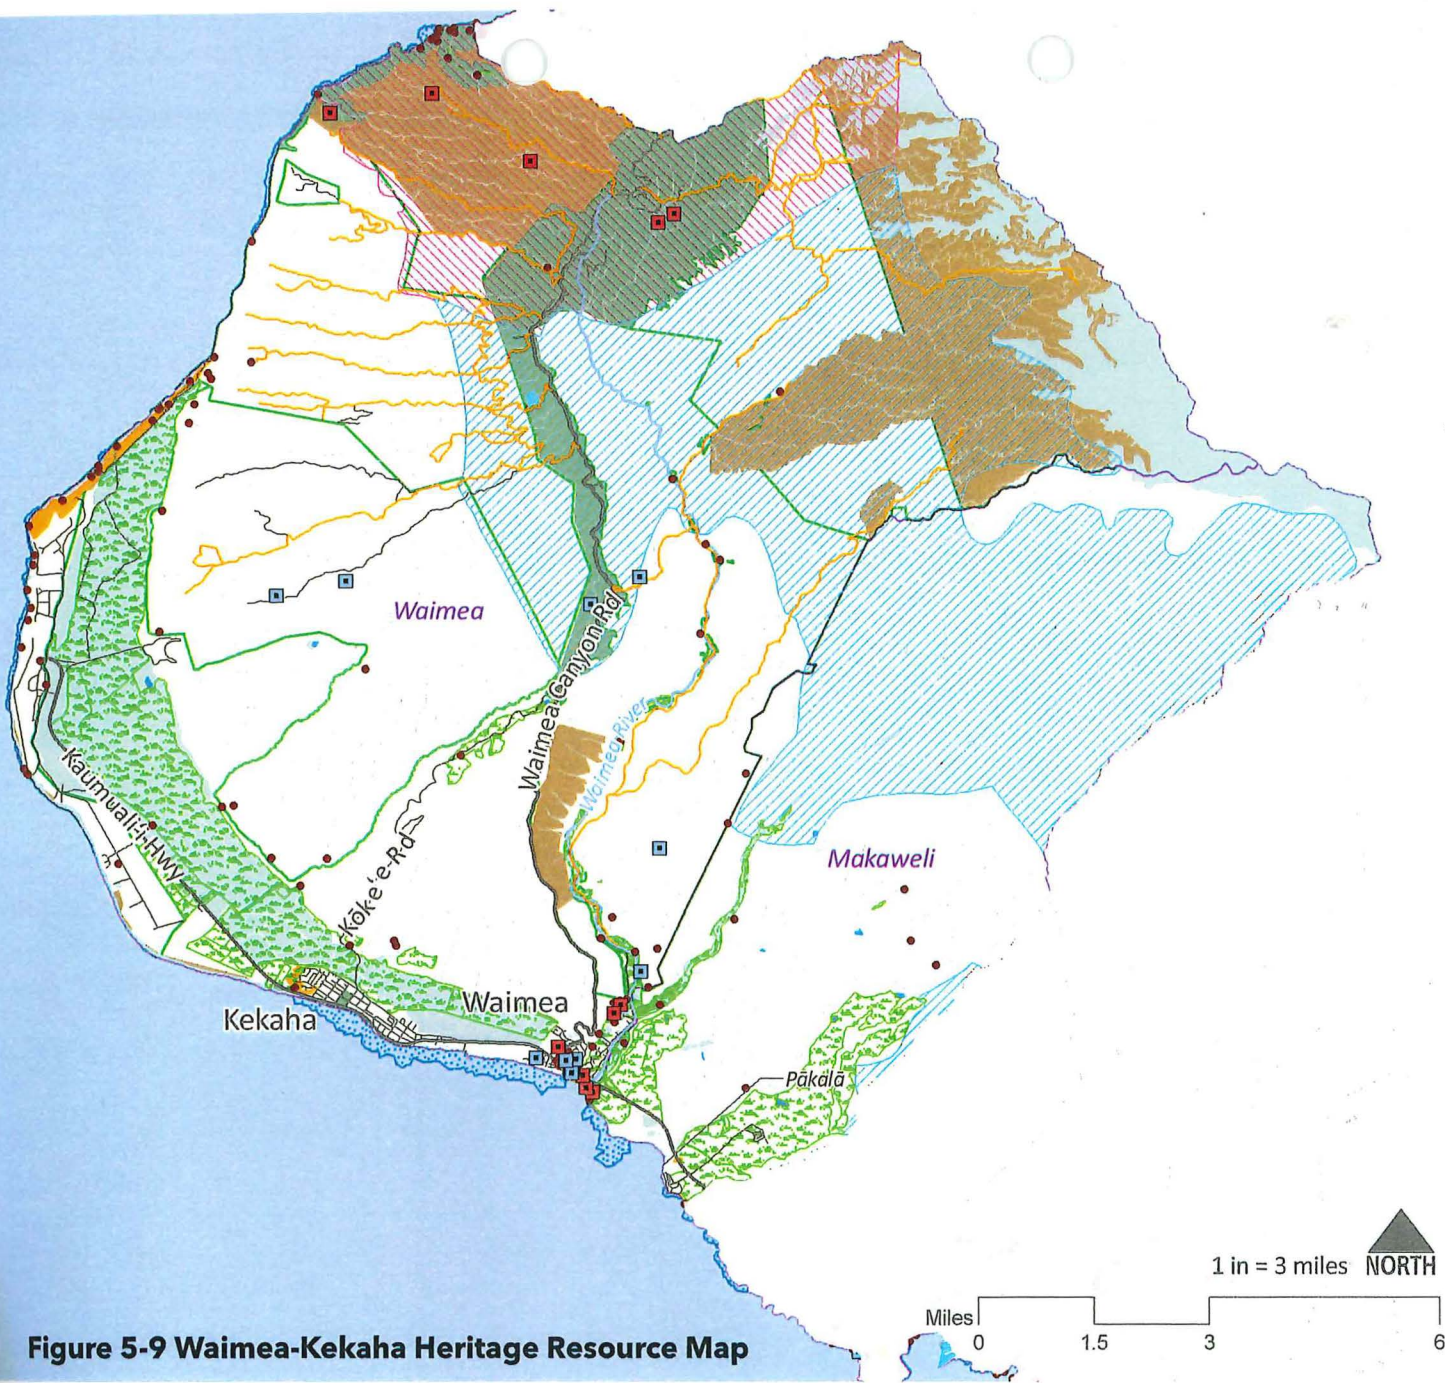 Waimea
Waimea Canyon Rd
Waimea River
Kaumuali‘i Hwy
Kōke‘e Rd
Makaweli
Waimea
Kekaha
Pākālā
1 in = 3 miles NORTH
Miles
0 1.5 3 6
Figure 5-9 Waimea-Kekaha Heritage Resource Map